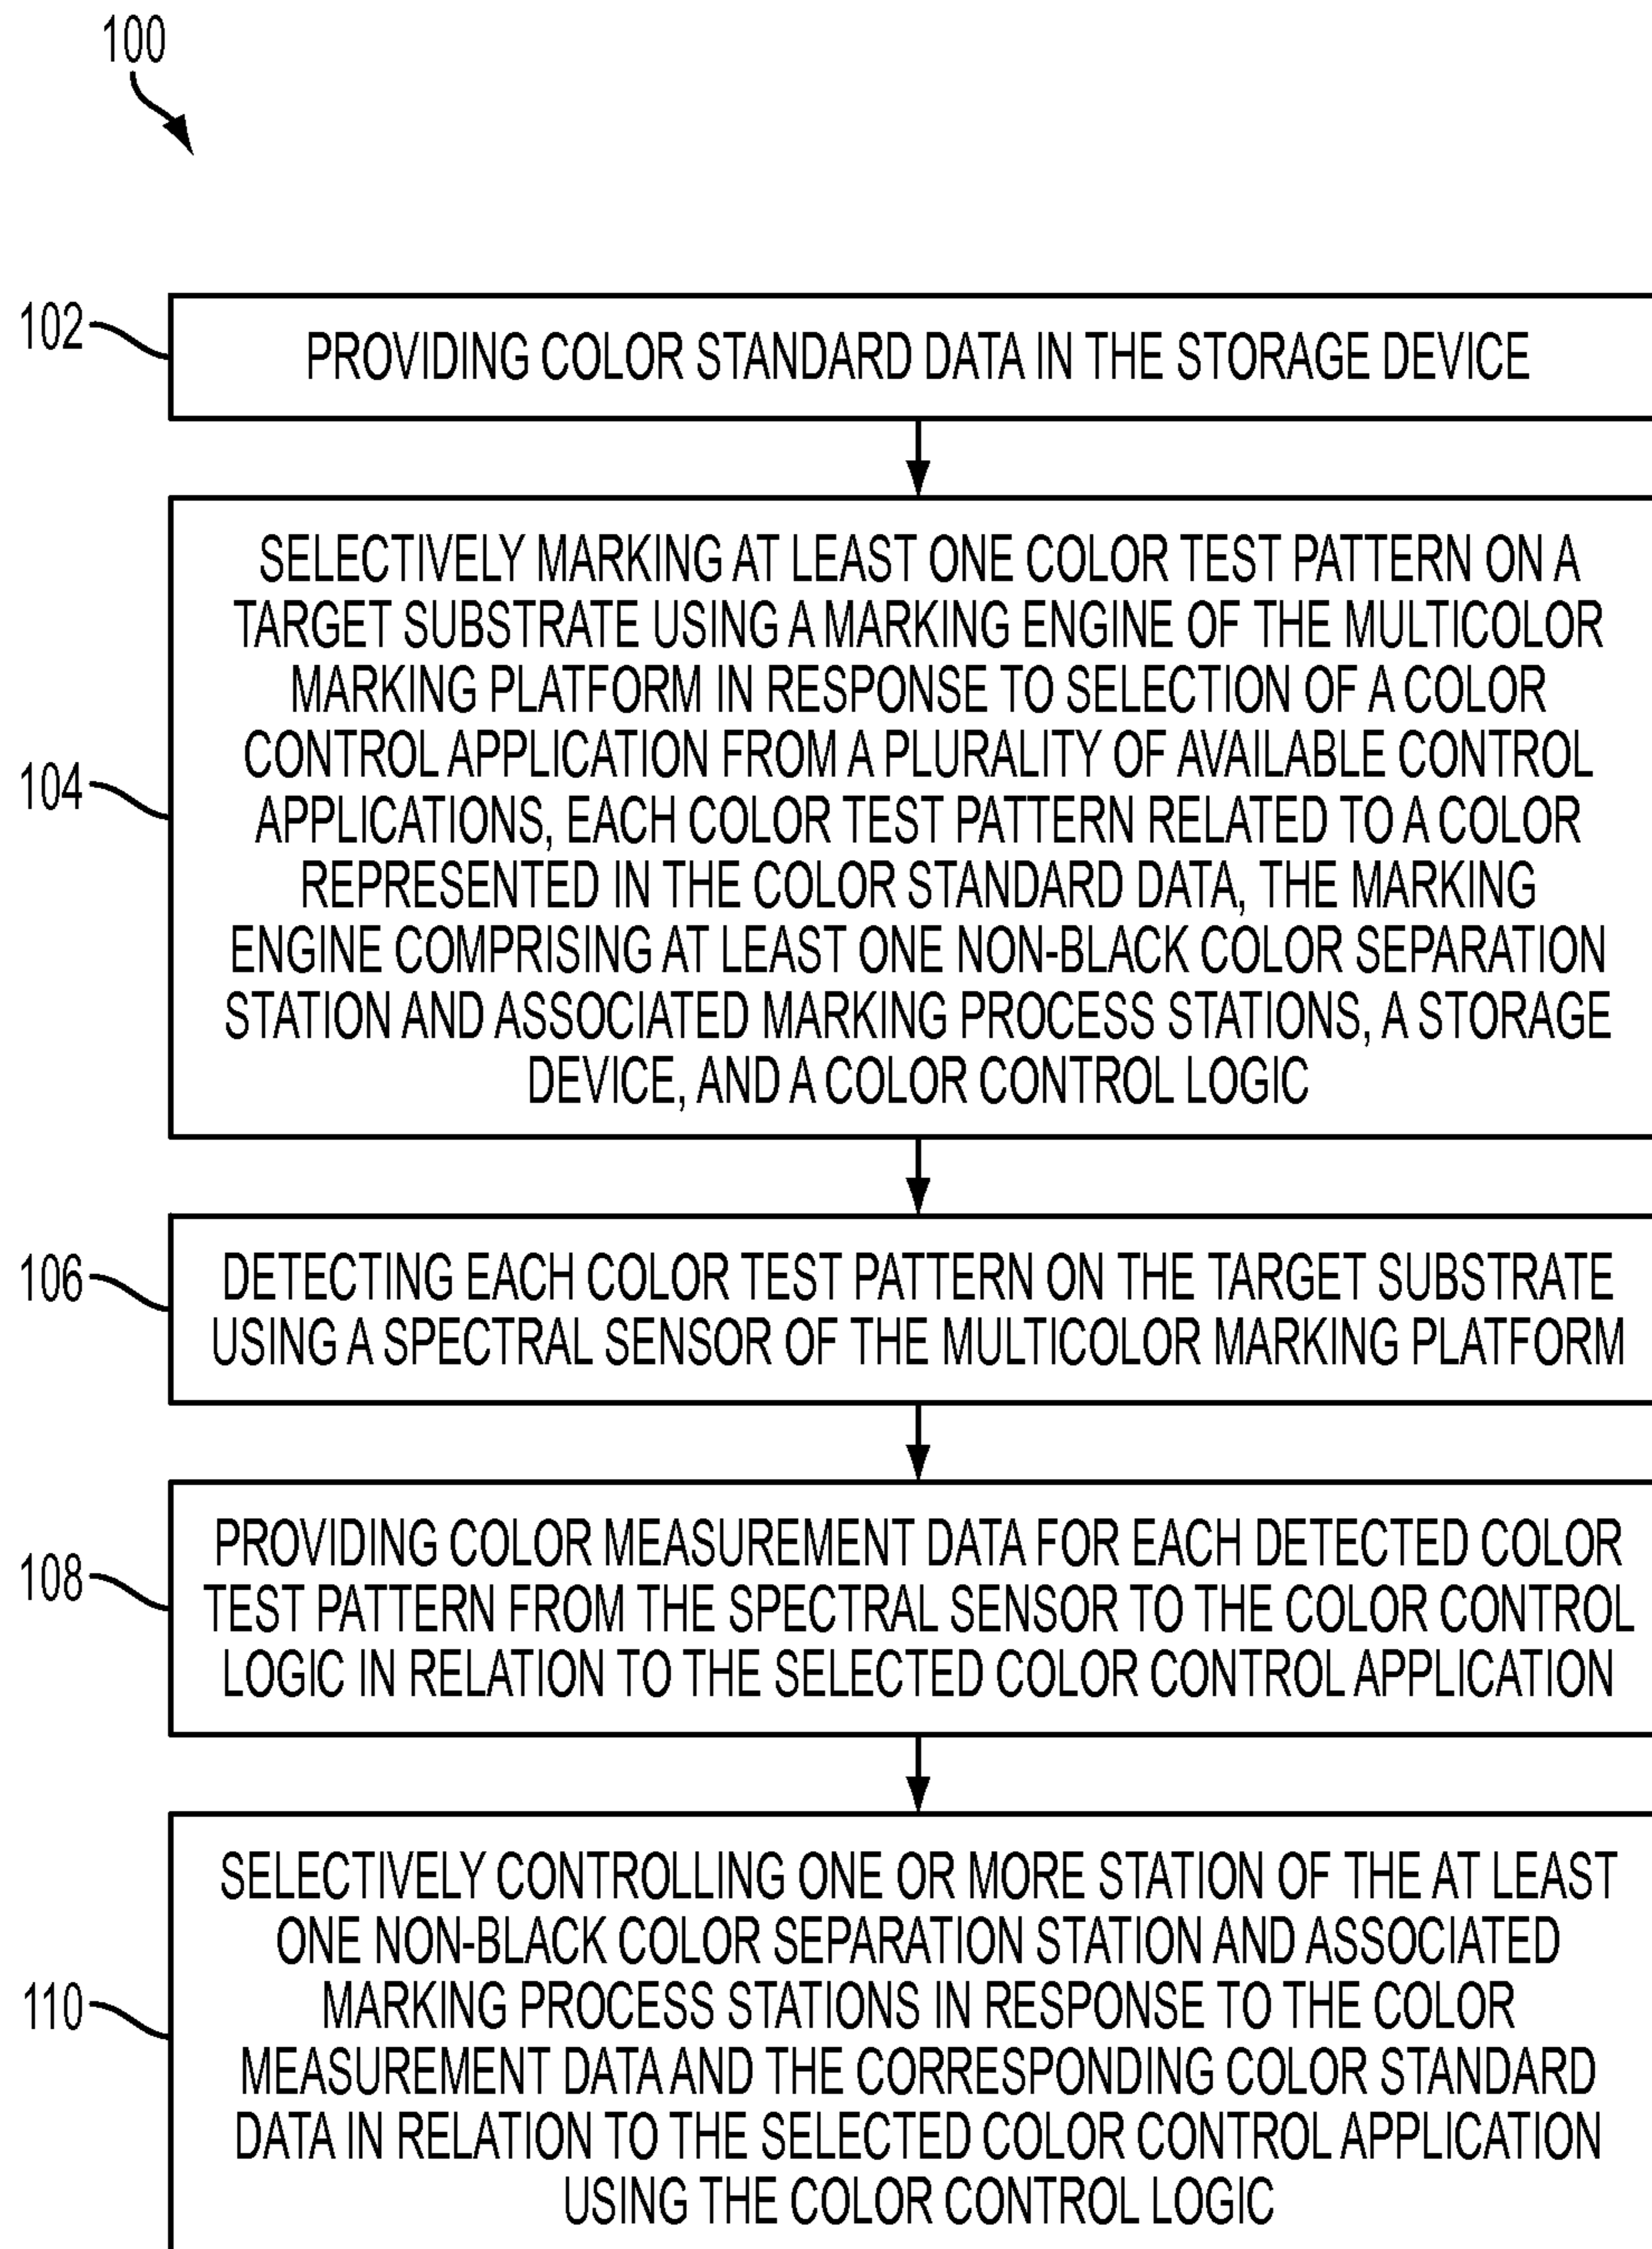 100
102
PROVIDING COLOR STANDARD DATA IN THE STORAGE DEVICE
104
SELECTIVELY MARKING AT LEAST ONE COLOR TEST PATTERN ON A
TARGET SUBSTRATE USING A MARKING ENGINE OF THE MULTICOLOR
MARKING PLATFORM IN RESPONSE TO SELECTION OF A COLOR
CONTROL APPLICATION FROM A PLURALITY OF AVAILABLE CONTROL
APPLICATIONS, EACH COLOR TEST PATTERN RELATED TO A COLOR
REPRESENTED IN THE COLOR STANDARD DATA, THE MARKING
ENGINE COMPRISING AT LEAST ONE NON-BLACK COLOR SEPARATION
STATION AND ASSOCIATED MARKING PROCESS STATIONS, A STORAGE
DEVICE, AND A COLOR CONTROL LOGIC
106
DETECTING EACH COLOR TEST PATTERN ON THE TARGET SUBSTRATE
USING A SPECTRAL SENSOR OF THE MULTICOLOR MARKING PLATFORM
108
PROVIDING COLOR MEASUREMENT DATA FOR EACH DETECTED COLOR
TEST PATTERN FROM THE SPECTRAL SENSOR TO THE COLOR CONTROL
LOGIC IN RELATION TO THE SELECTED COLOR CONTROL APPLICATION
110
SELECTIVELY CONTROLLING ONE OR MORE STATION OF THE AT LEAST
ONE NON-BLACK COLOR SEPARATION STATION AND ASSOCIATED
MARKING PROCESS STATIONS IN RESPONSE TO THE COLOR
MEASUREMENT DATA AND THE CORRESPONDING COLOR STANDARD
DATA IN RELATION TO THE SELECTED COLOR CONTROL APPLICATION
USING THE COLOR CONTROL LOGIC